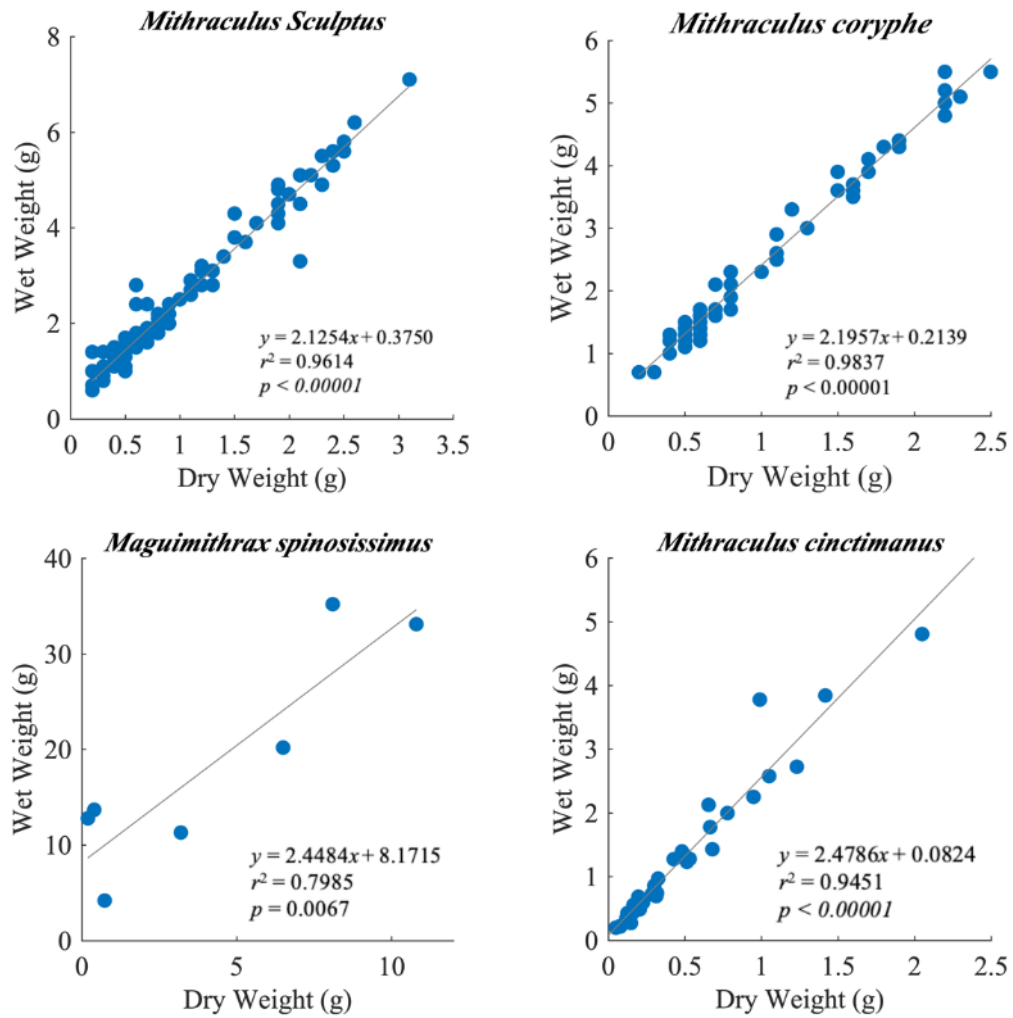 Mithraculus Sculptus
8
6
4
2
0
Wet Weight (g)
y = 2.1254x + 0.3750
r² = 0.9614
p < 0.00001
0 0.5 1 1.5 2 2.5 3 3.5
Dry Weight (g)
Mithraculus coryphe
6
5
4
3
2
1
0
Wet Weight (g)
y = 2.1957x + 0.2139
r² = 0.9837
p < 0.00001
0 0.5 1 1.5 2 2.5
Dry Weight (g)
Maguimithrax spinosissimus
40
30
20
10
0
Wet Weight (g)
y = 2.4484x + 8.1715
r² = 0.7985
p = 0.0067
0 5 10
Dry Weight (g)
Mithraculus cinctimanus
6
5
4
3
2
1
0
Wet Weight (g)
y = 2.4786x + 0.0824
r² = 0.9451
p < 0.00001
0 0.5 1 1.5 2 2.5
Dry Weight (g)